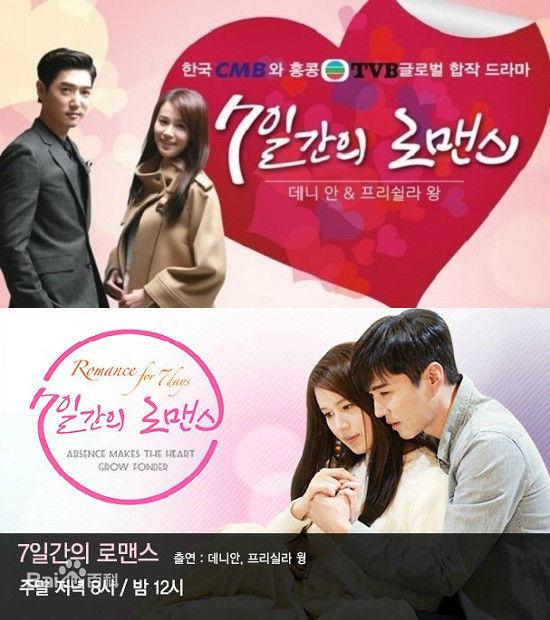 한국 CMB와 홍콩 TVB글로벌 합작 드라마
7일간의 로맨스
데니 안 & 프리쉴라 왕
Romance for 7days
7일간의 로맨스
ABSENCE MAKES THE HEART
GROW FONDER
7일간의 로맨스 출연 : 데니안, 프리실라 웡
Bai 百科
주말 저녁 8시 / 밤 12시